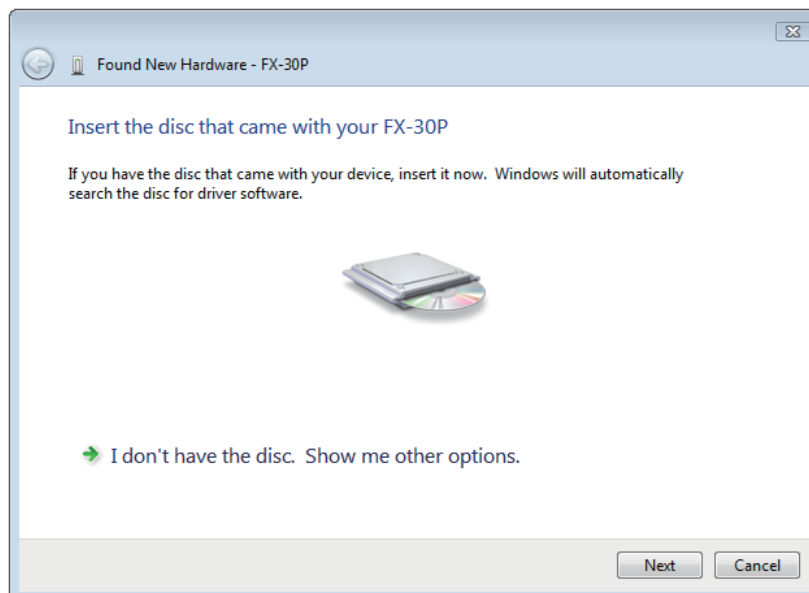 Found New Hardware - FX-30P
Insert the disc that came with your FX-30P
If you have the disc that came with your device, insert it now.  Windows will automatically
search the disc for driver software.
I don't have the disc.  Show me other options.
Next
Cancel